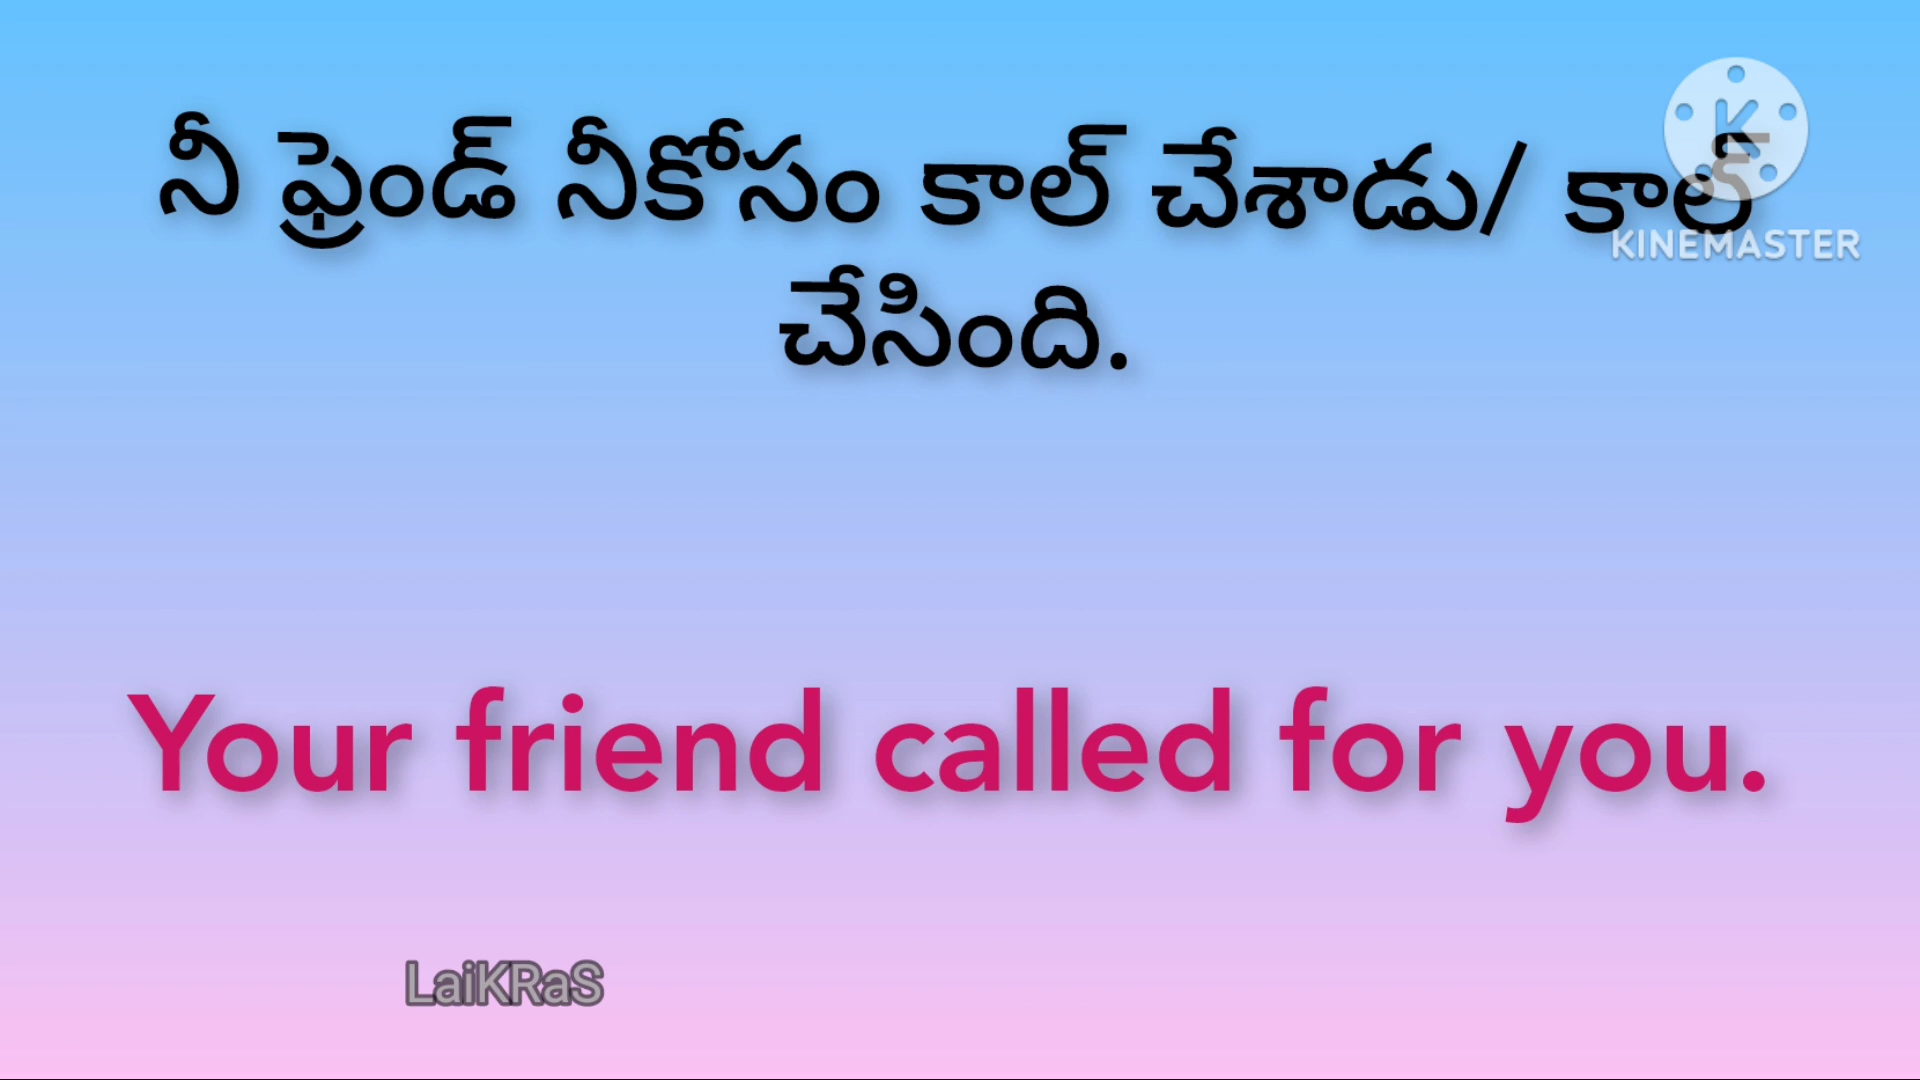 నీ ఫ్రెండ్ నీకోసం కాల్ చేశాడు/ కాల్
చేసింది.
KINEMASTER
Your friend called for you.
LaiKRaS